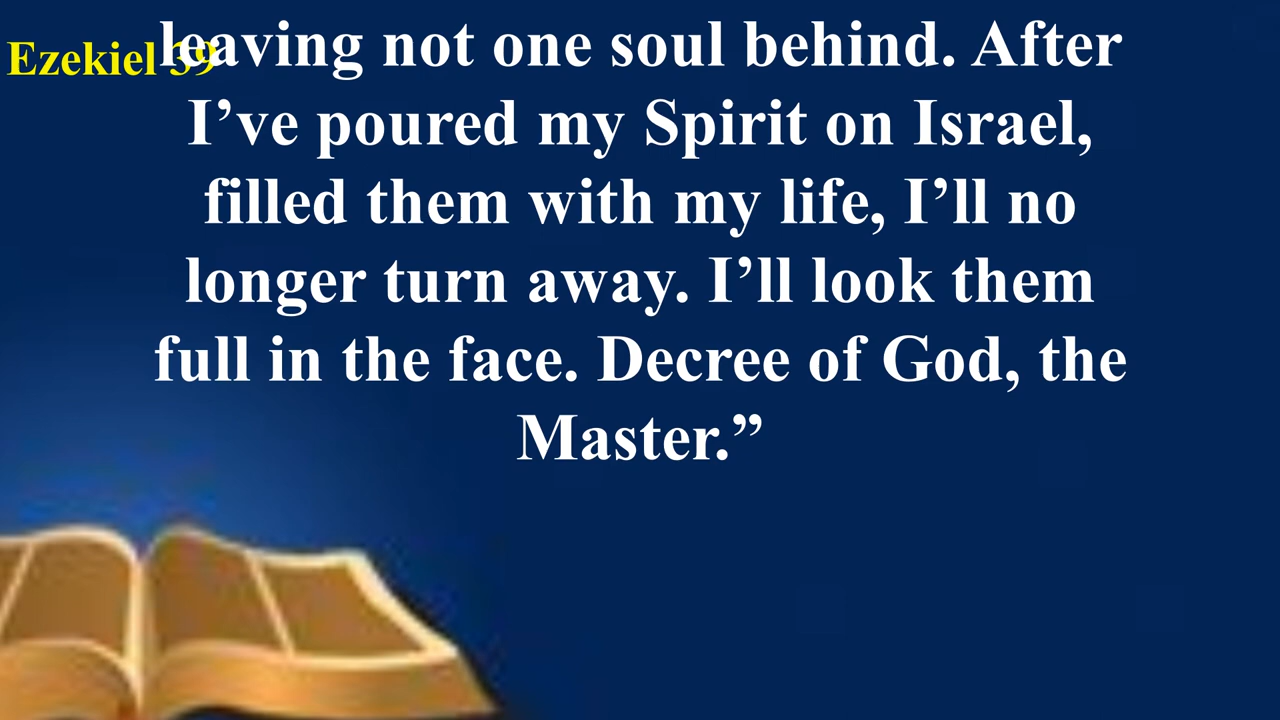 Ezekiel 39
leaving not one soul behind. After
I’ve poured my Spirit on Israel,
filled them with my life, I’ll no
longer turn away. I’ll look them
full in the face. Decree of God, the
Master.”